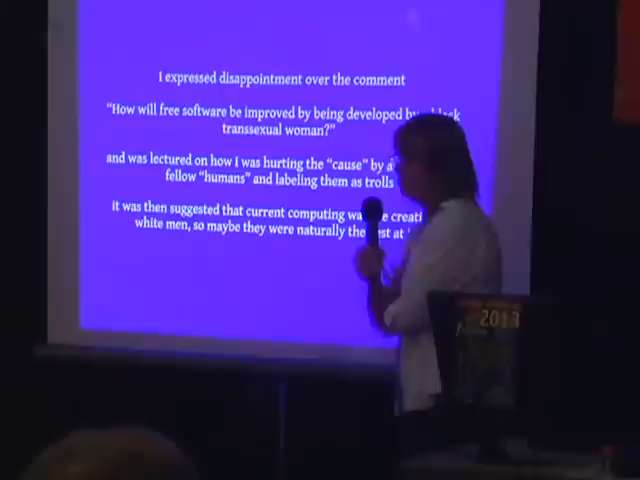 I expressed disappointment over the comment
"How will free software be improved by being developed by
transsexual woman?"
and was lectured on how I was hurting the "cause" by
fellow "humans" and labeling them as trolls
it was then suggested that current computing
white men, so maybe they were naturally the at
2013